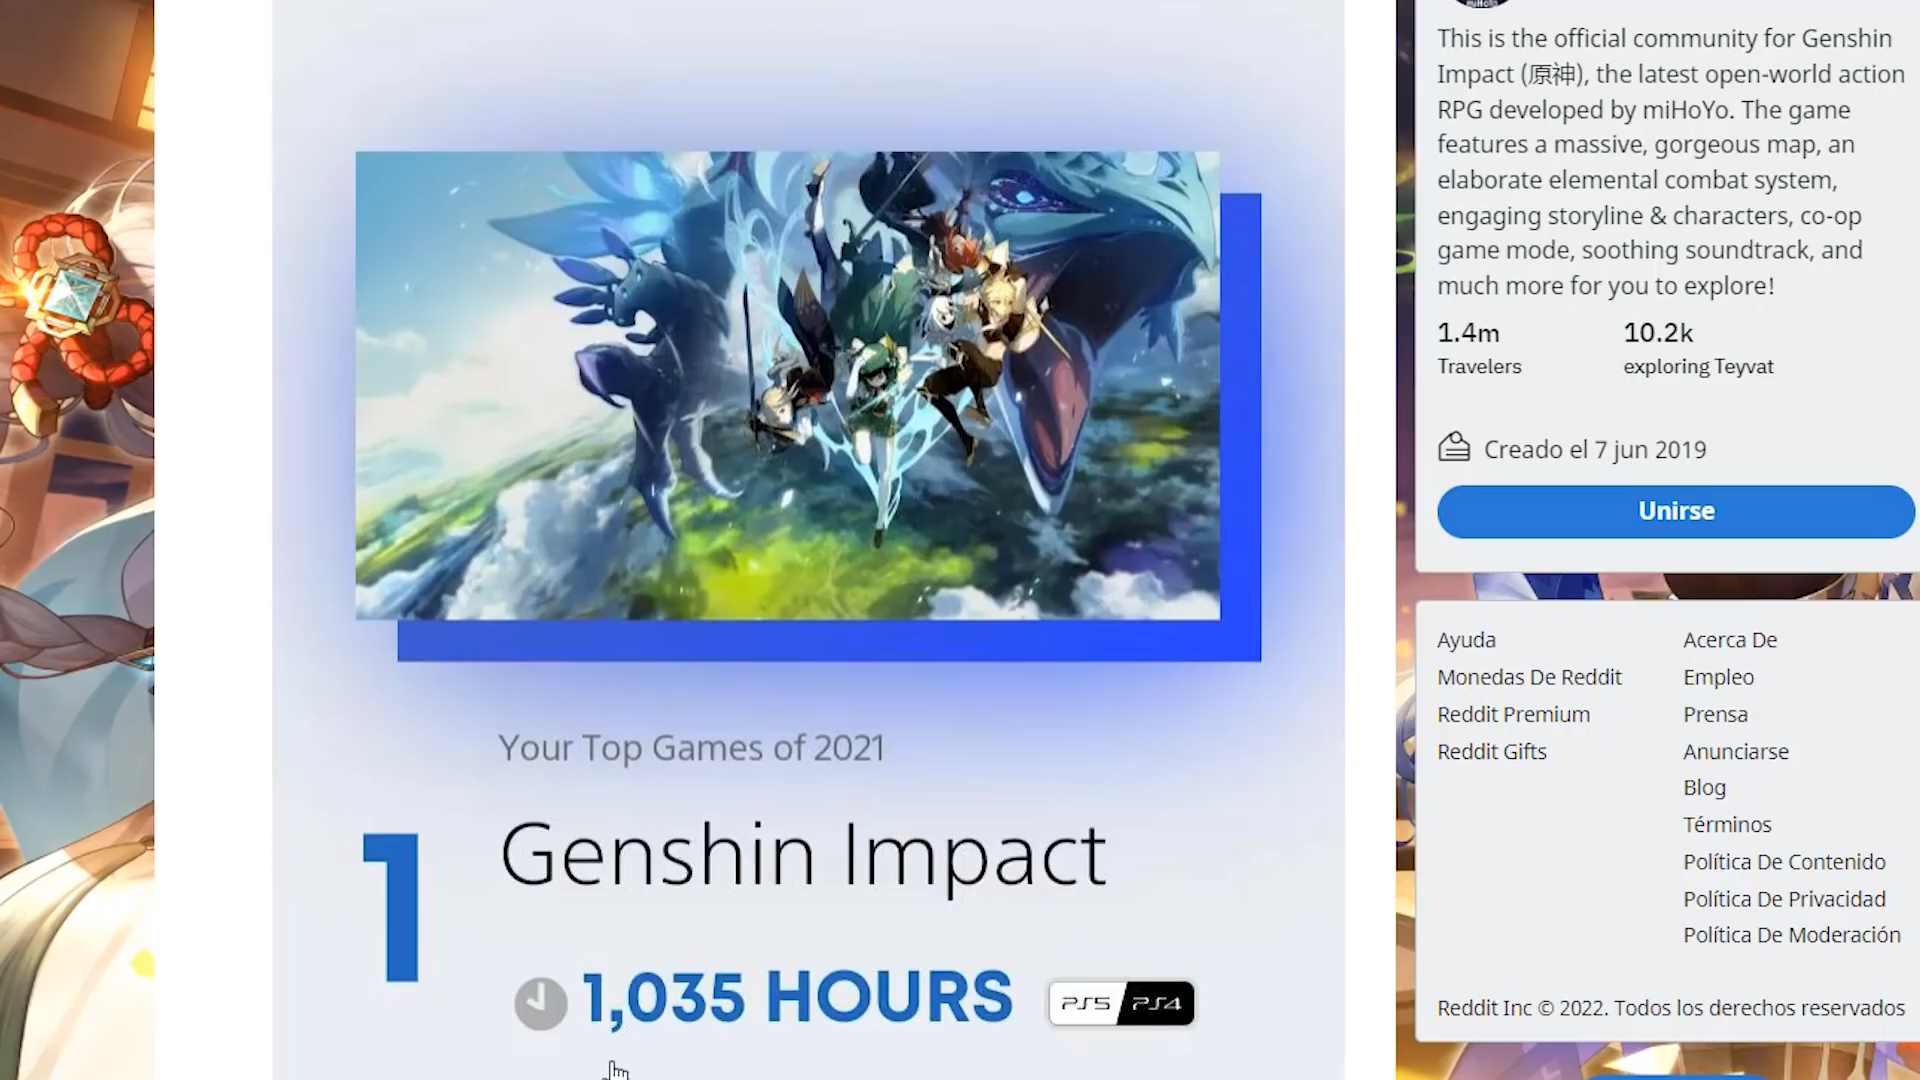 Your Top Games of 2021
1
Genshin Impact
1,035 HOURS
PS5 PS4
This is the official community for Genshin
Impact (原神), the latest open-world action
RPG developed by miHoYo. The game
features a massive, gorgeous map, an
elaborate elemental combat system,
engaging storyline & characters, co-op
game mode, soothing soundtrack, and
much more for you to explore!
1.4m
Travelers
10.2k
exploring Teyvat
Creado el 7 jun 2019
Unirse
Ayuda
Monedas De Reddit
Reddit Premium
Reddit Gifts
Acerca De
Empleo
Prensa
Anunciarse
Blog
Términos
Política De Contenido
Política De Privacidad
Política De Moderación
Reddit Inc © 2022. Todos los derechos reservados